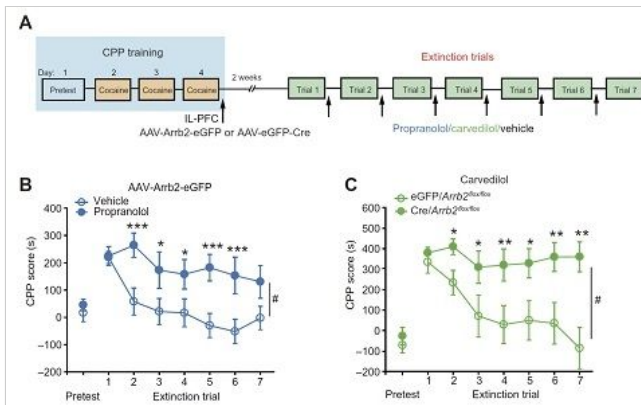 A
CPP training
Extinction trials
Day: 1 2 3 4
2 weeks
Pretest Cocaine Cocaine Cocaine Trial 1 Trial 2 Trial 3 Trial 4 Trial 5 Trial 6 Trial 7
IL-PFC
AAV-Arrb2-eGFP or AAV-eGFP-Cre
Propranolol/carvedilol/vehicle
B
AAV-Arrb2-eGFP
Vehicle
Propranolol
CPP score (s)
400
300
200
100
0
−100
−200
*** * * *** ***
#
1 2 3 4 5 6 7
Pretest Extinction trial
C
Carvedilol
eGFP/Arrb2flox/flox
Cre/Arrb2flox/flox
CPP score (s)
600
500
400
300
200
100
0
−100
−200
* * ** * ** **
#
1 2 3 4 5 6 7
Pretest Extinction trial